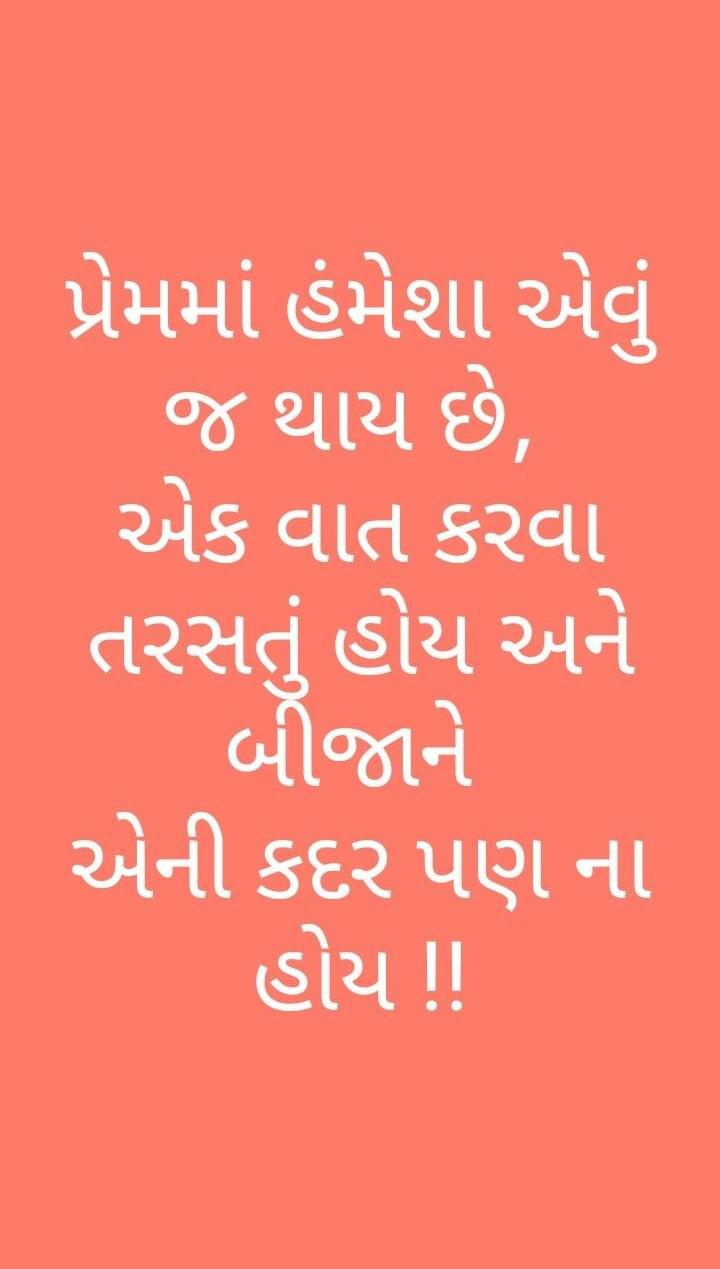 પ્રેમમાં હંમેશા એવું
જ થાય છે,
એક વાત કરવા
તરસતું હોય અને
બીજાને
એની કદર પણ ના
હોય !!